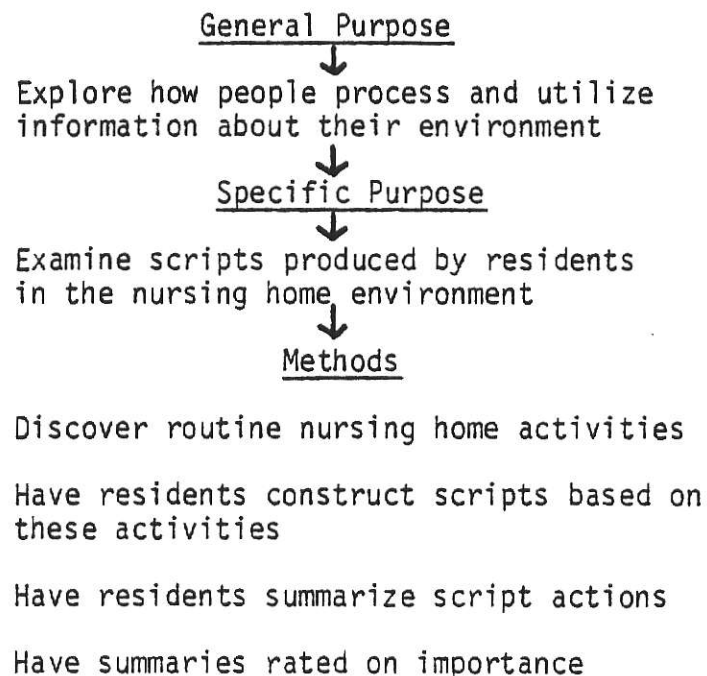 General Purpose
Explore how people process and utilize
information about their environment
Specific Purpose
Examine scripts produced by residents
in the nursing home environment
Methods
Discover routine nursing home activities
Have residents construct scripts based on
these activities
Have residents summarize script actions
Have summaries rated on importance